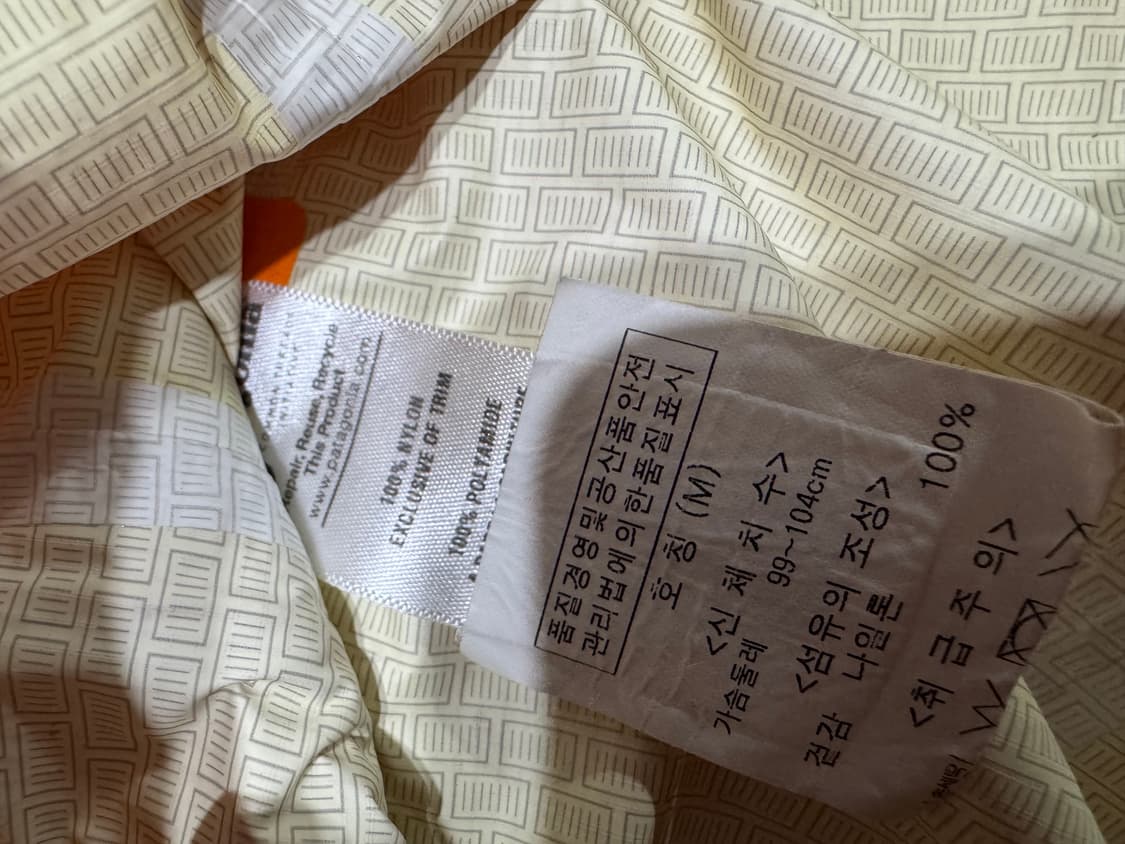 Repair, Reuse, Recycle
This Product
www.patagonia.com
100% NYLON
EXCLUSIVE OF TRIM
100% POLYAMIDE
품질경영 및 공산품안전
관리법에 의한 품질표시
호 칭 (M)
<신 체 치 수>
가슴둘레 99~104cm
<섬유의 조성>
겉감 나일론 100%
<취 급 주 의>